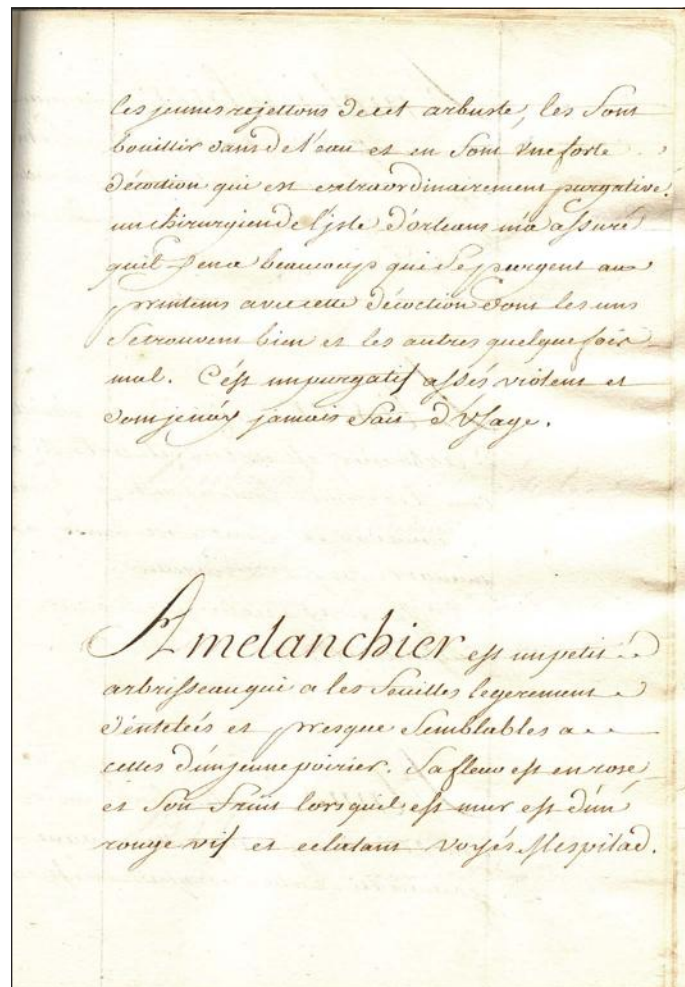 les jeunes rejettons de cet arbuste, les font
bouillir dans de l'eau et en font une forte
décoction qui est extraordinairement purgative.
un chirurgien de l'isle d'orleans m'a assuré
qu'il y en a beaucoup qui se purgent au
printems avec cette décoction dont les uns
se trouvent bien et les autres quelque fois
mal. C'est un purgatif assés violent et
dont je n'ay jamais fait d'usage.
Amelanchier est un petit
arbrisseau qui a les feuilles legerement
dentelées et presque semblables a
celles d'un jeune poirier. sa fleur est en rose
et son fruit lorsqu'il est mur est d'un
rouge vif et eclatant voyés